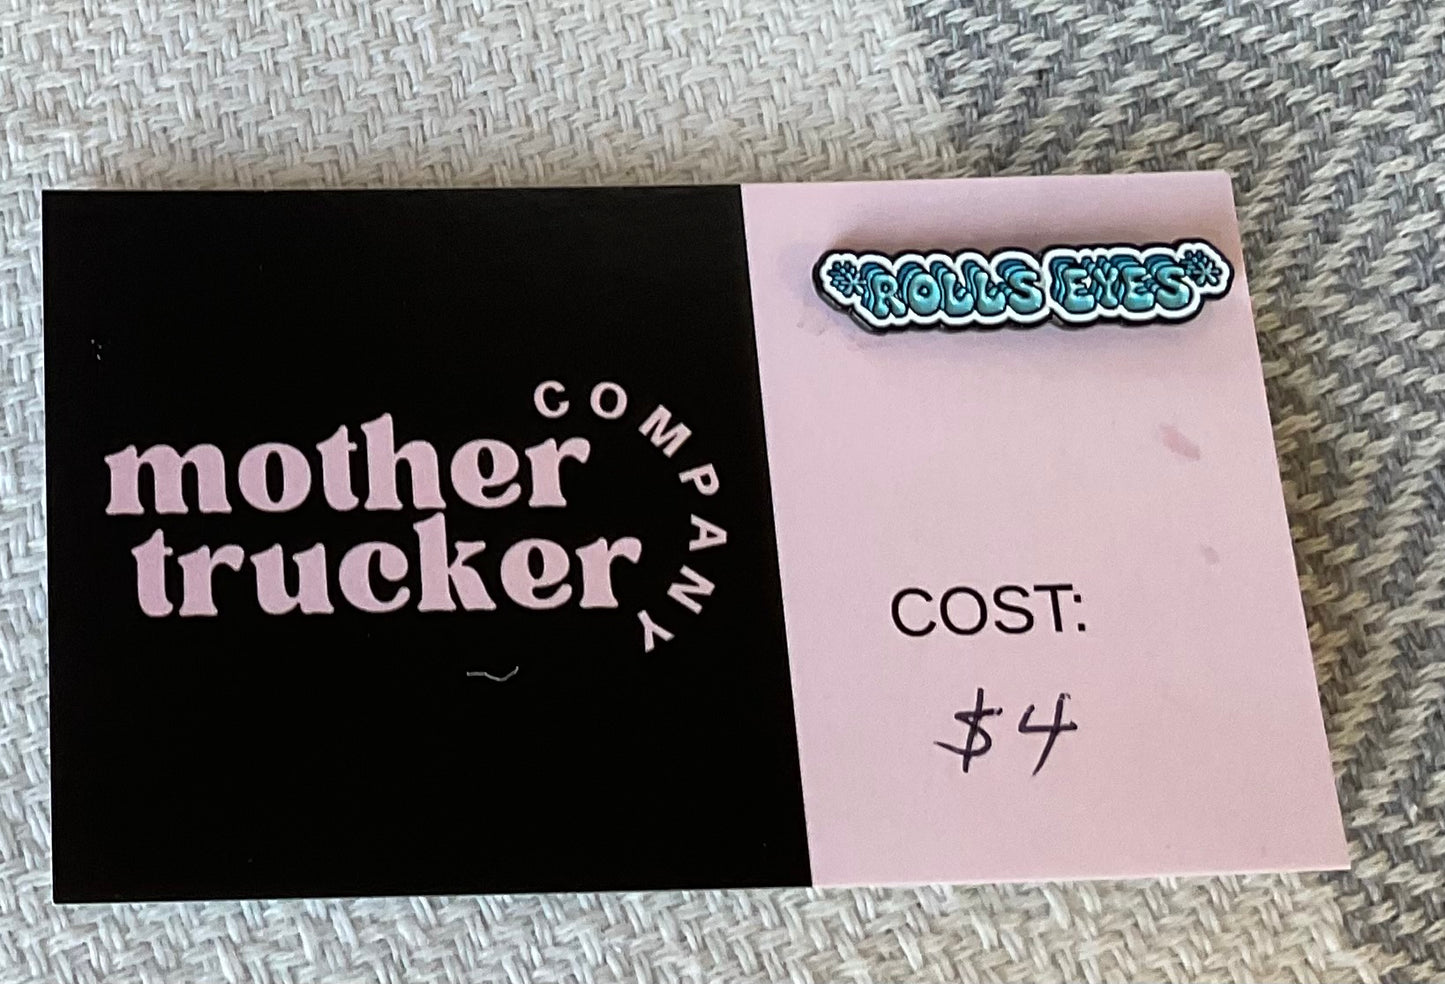 COMPANY
mother
trucker
*ROLLS EYES*
COST:
$4